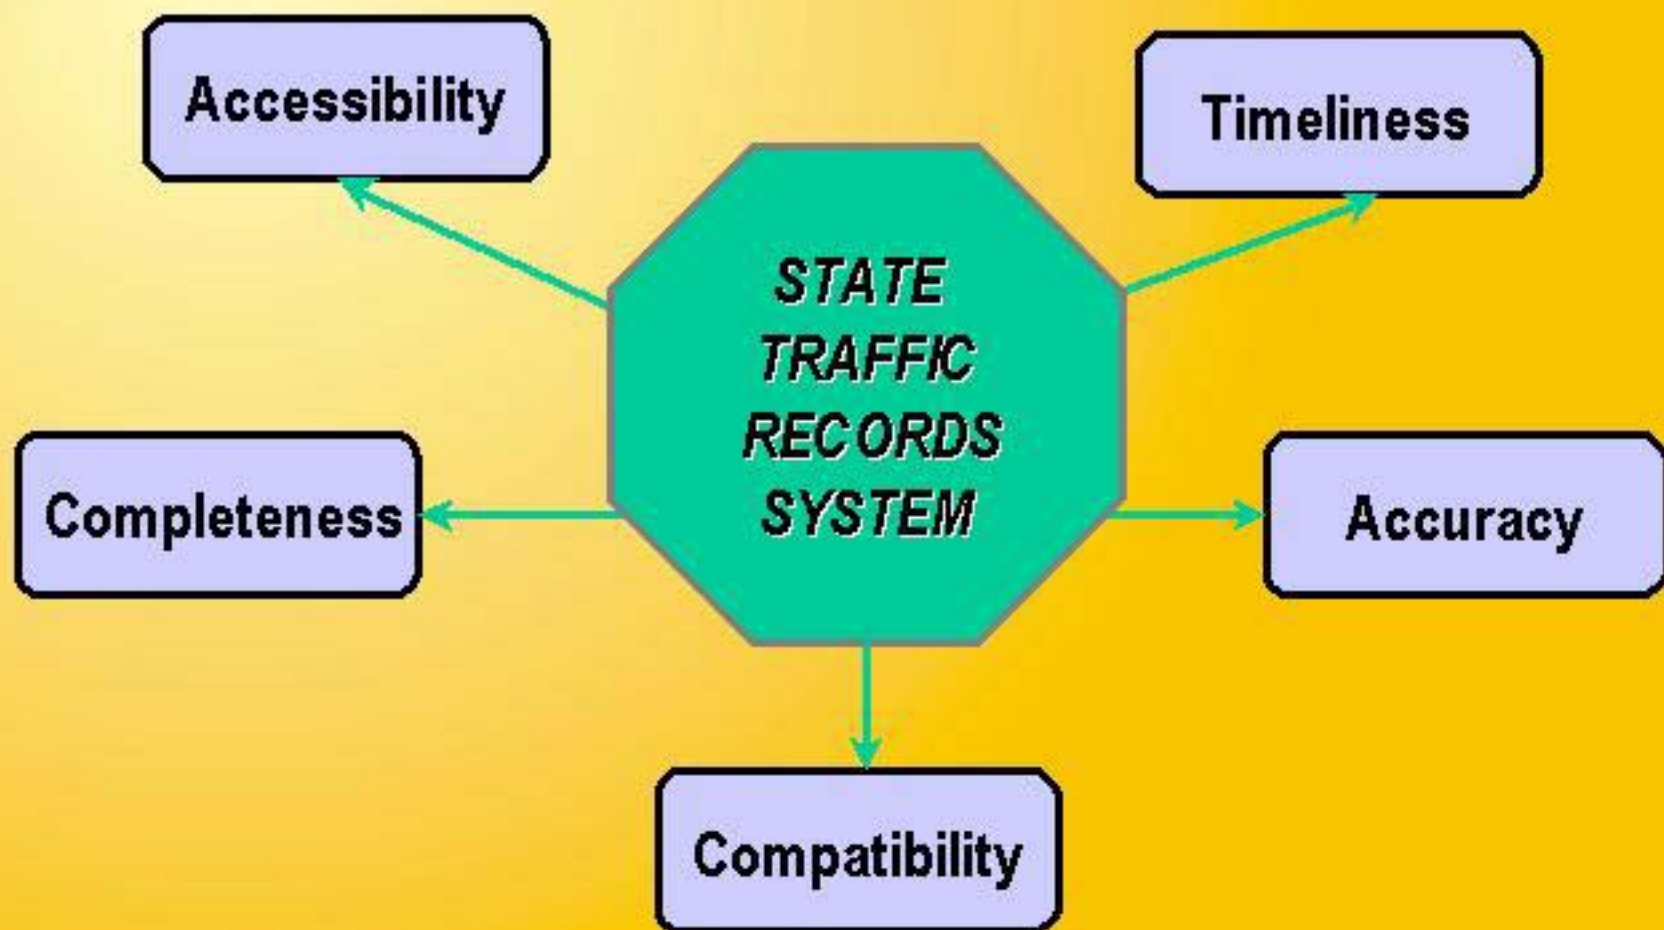 Accessibility
Timeliness
STATE
TRAFFIC
RECORDS
SYSTEM
Completeness
Accuracy
Compatibility